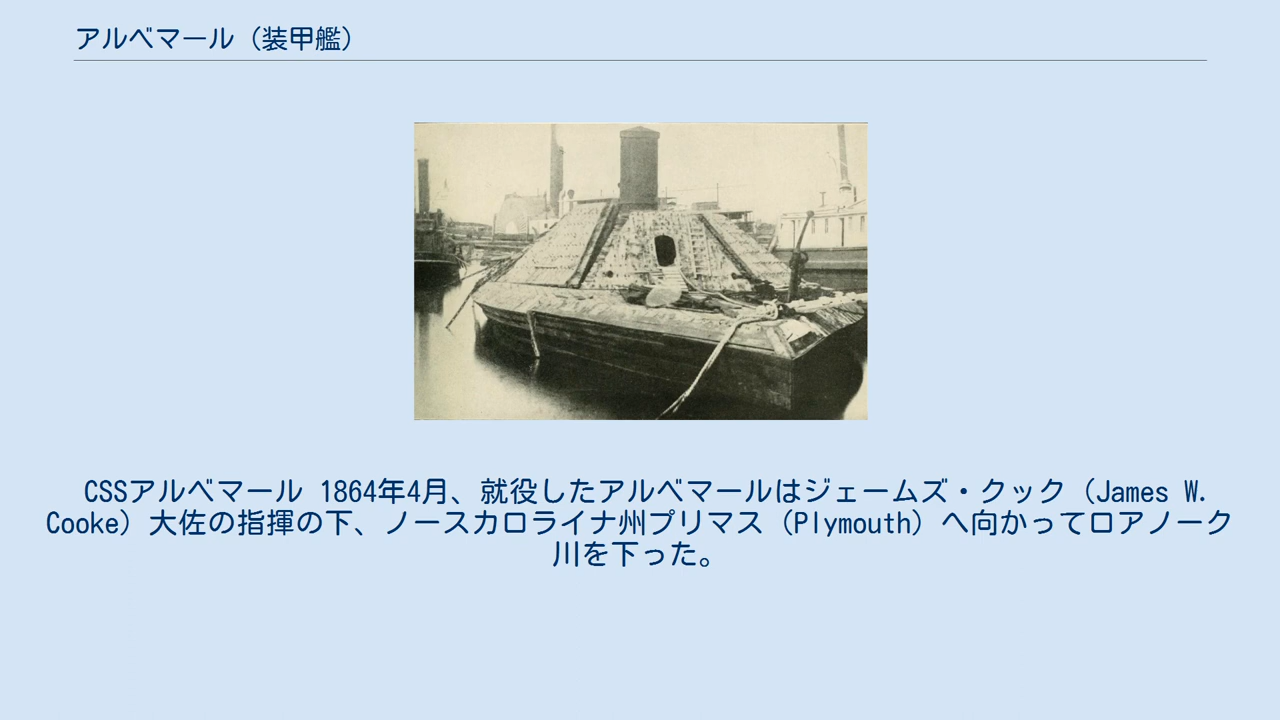 アルベマール（装甲艦）
CSSアルベマール 1864年4月、就役したアルベマールはジェームズ・クック（James W.
Cooke）大佐の指揮の下、ノースカロライナ州プリマス（Plymouth）へ向かってロアノーク
川を下った。